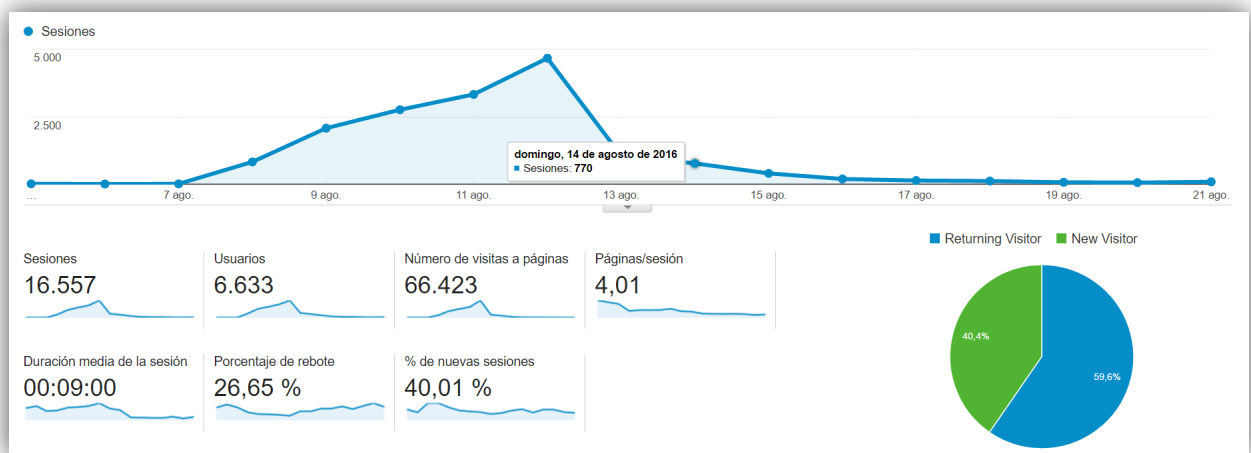 Sesiones
5.000
2.500
domingo, 14 de agosto de 2016
Sesiones: 770
...
7 ago.
9 ago.
11 ago.
13 ago.
15 ago.
17 ago.
19 ago.
21 ago.
Returning Visitor
New Visitor
Sesiones
16.557
Usuarios
6.633
Número de visitas a páginas
66.423
Páginas/sesión
4,01
40,4%
59,6%
Duración media de la sesión
00:09:00
Porcentaje de rebote
26,65 %
% de nuevas sesiones
40,01 %